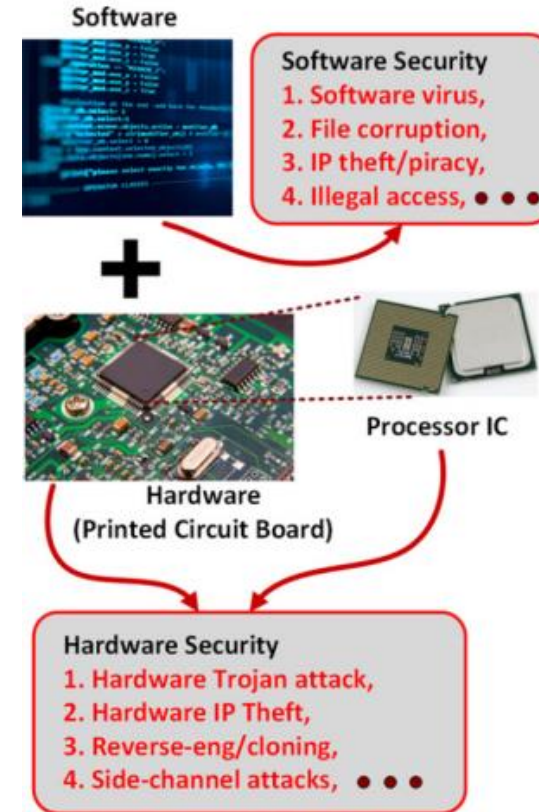 Software
Software Security
1. Software virus,
2. File corruption,
3. IP theft/piracy,
4. Illegal access, ● ● ●
+
Processor IC
Hardware
(Printed Circuit Board)
Hardware Security
1. Hardware Trojan attack,
2. Hardware IP Theft,
3. Reverse-eng/cloning,
4. Side-channel attacks, ● ● ●